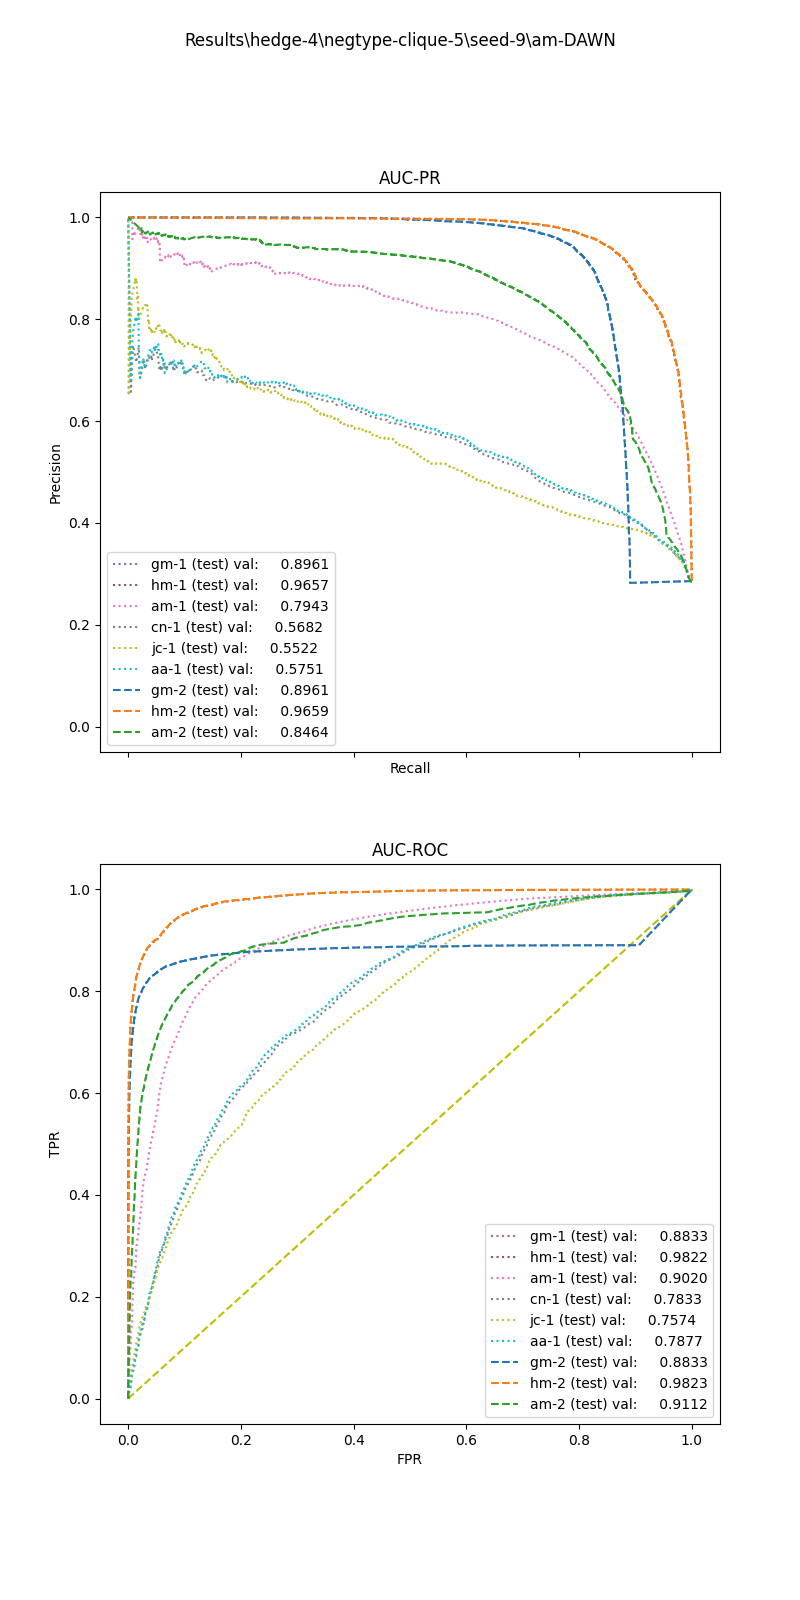 Results\hedge-4\negtype-clique-5\seed-9\am-DAWN
AUC-PR
1.0
0.8
0.6
0.4
0.2
0.0
Precision
gm-1 (test) val: 0.8961
hm-1 (test) val: 0.9657
am-1 (test) val: 0.7943
cn-1 (test) val: 0.5682
jc-1 (test) val: 0.5522
aa-1 (test) val: 0.5751
gm-2 (test) val: 0.8961
hm-2 (test) val: 0.9659
am-2 (test) val: 0.8464
Recall
AUC-ROC
1.0
0.8
0.6
0.4
0.2
0.0
TPR
gm-1 (test) val: 0.8833
hm-1 (test) val: 0.9822
am-1 (test) val: 0.9020
cn-1 (test) val: 0.7833
jc-1 (test) val: 0.7574
aa-1 (test) val: 0.7877
gm-2 (test) val: 0.8833
hm-2 (test) val: 0.9823
am-2 (test) val: 0.9112
0.0 0.2 0.4 0.6 0.8 1.0
FPR